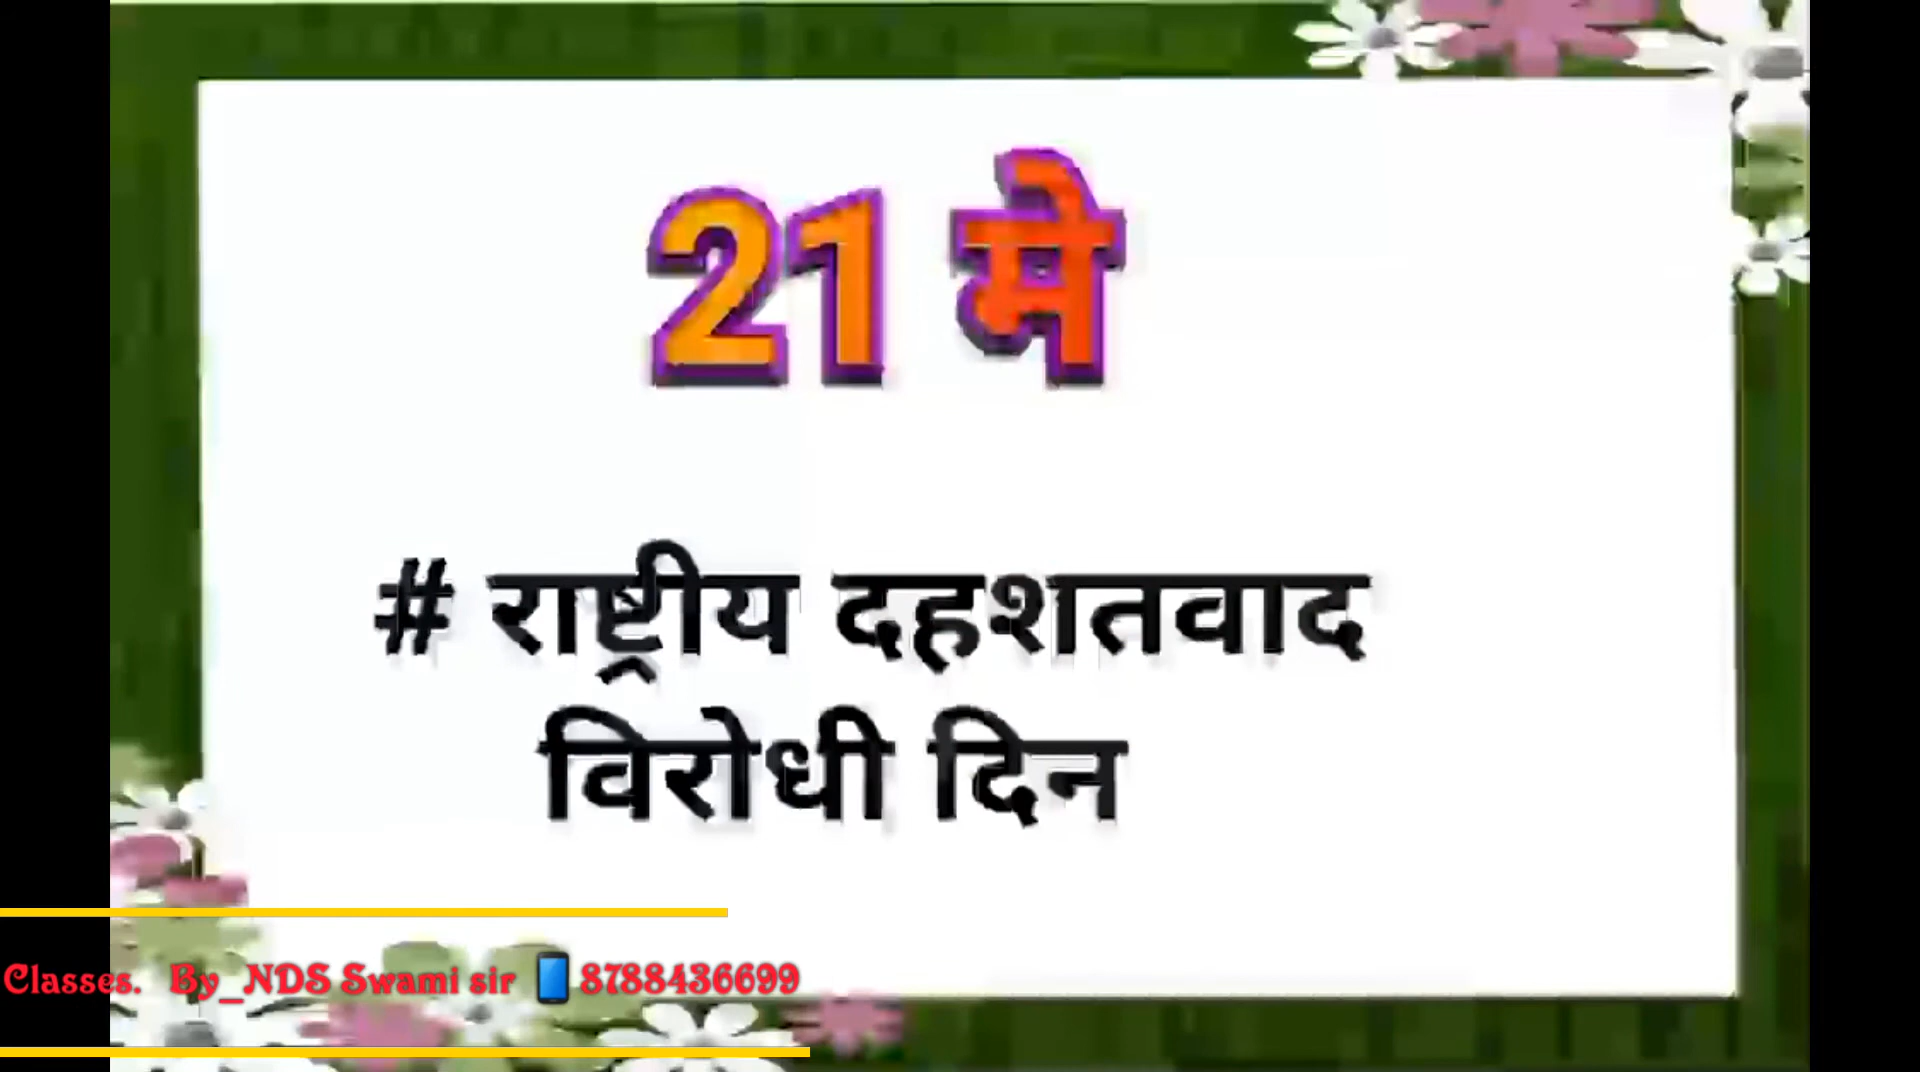 21 मे
# राष्ट्रीय दहशतवाद
विरोधी दिन
Classes. By_NDS Swami sir 📱8788436699